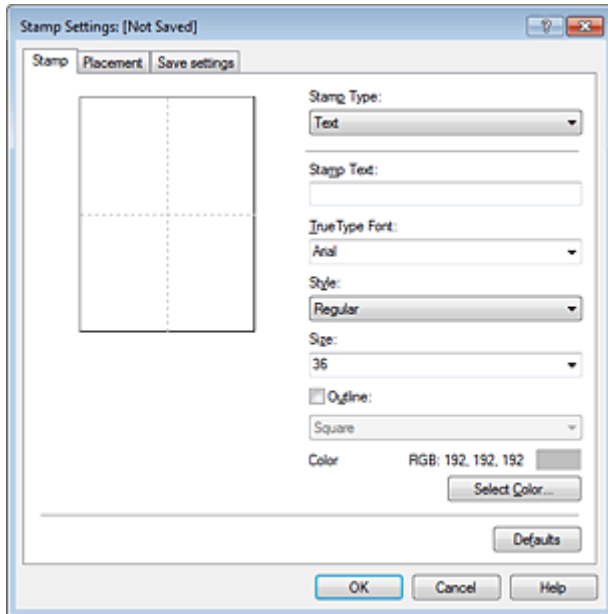 Stamp Settings: [Not Saved]
Stamp Placement Save settings
Stamp Type:
Text
Stamp Text:
TrueType Font:
Arial
Style:
Regular
Size:
36
Outline:
Square
Color RGB: 192, 192, 192
Select Color...
Defaults
OK Cancel Help